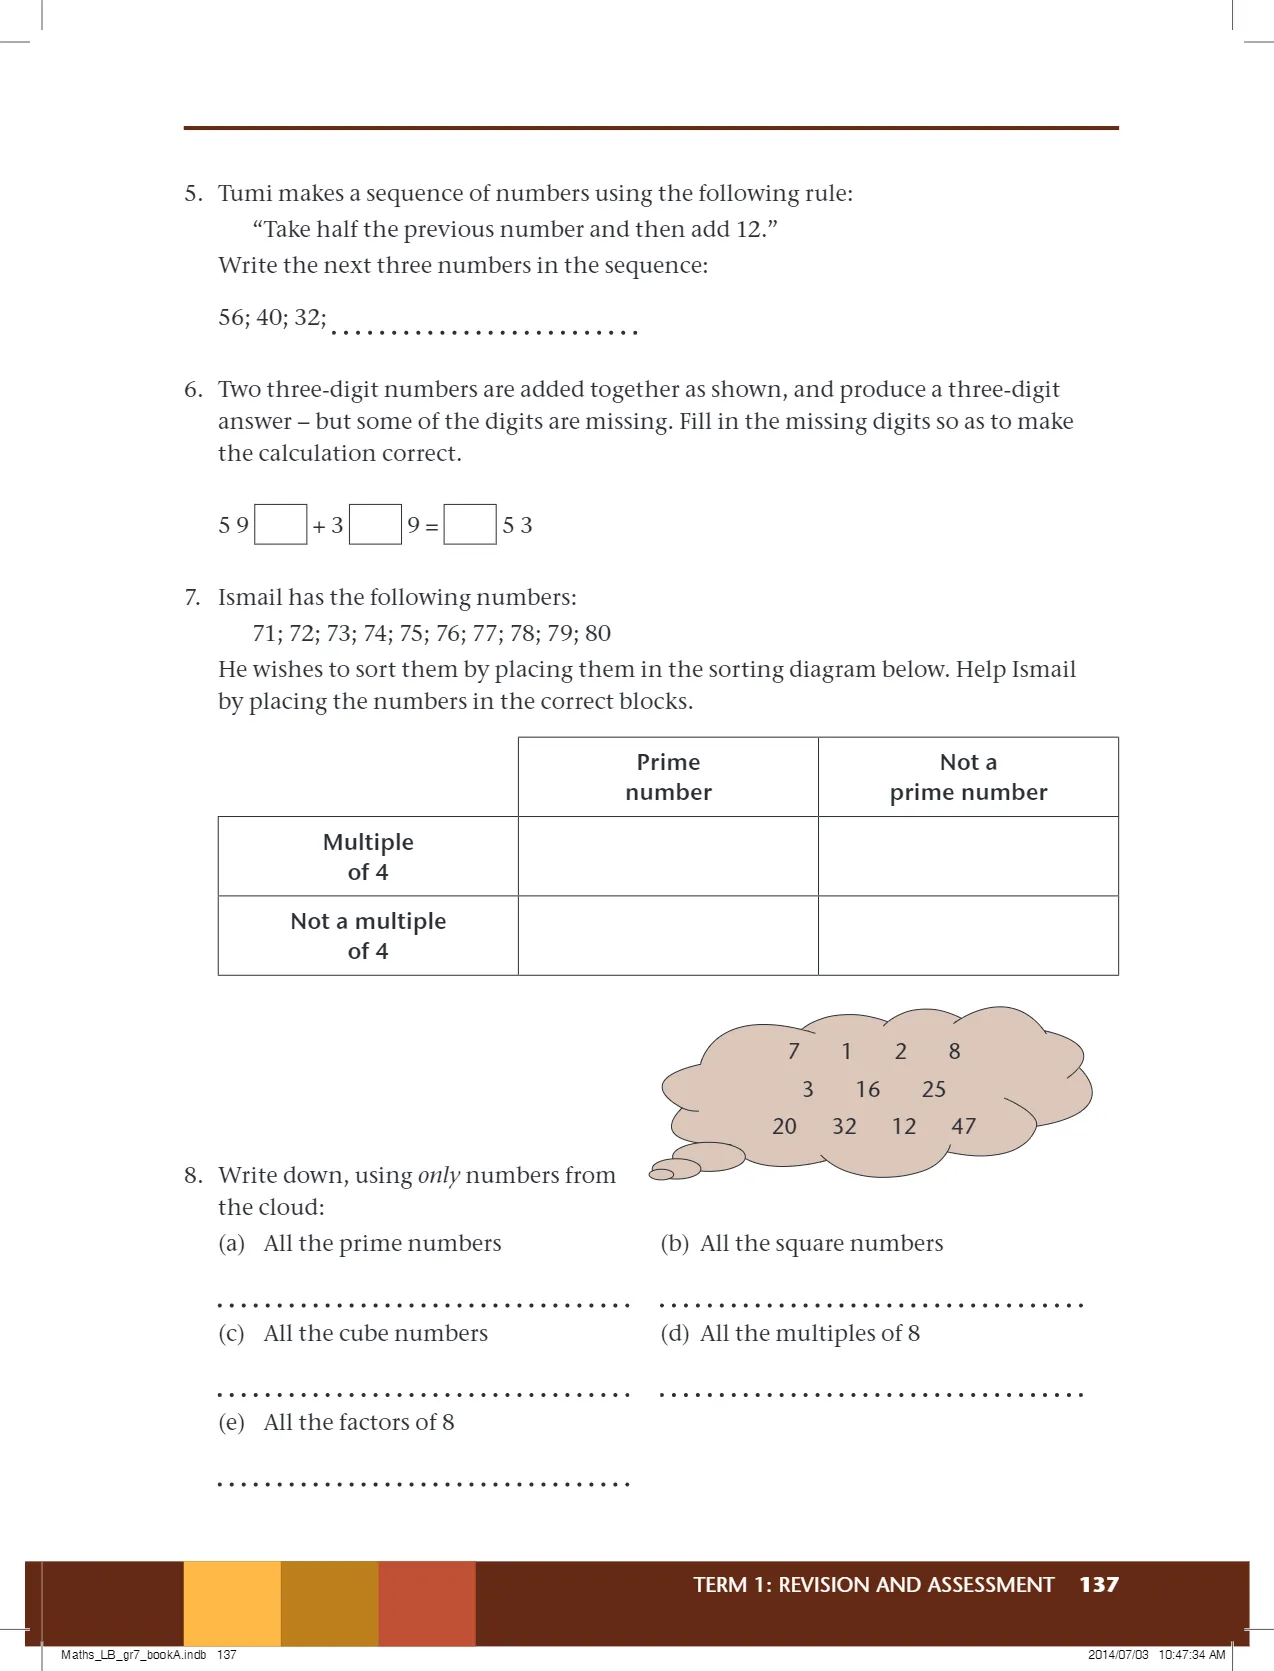 5. Tumi makes a sequence of numbers using the following rule:
“Take half the previous number and then add 12.”
Write the next three numbers in the sequence:
56; 40; 32; ..........................
6. Two three-digit numbers are added together as shown, and produce a three-digit
answer – but some of the digits are missing. Fill in the missing digits so as to make
the calculation correct.
5 9 + 3 9 = 5 3
7. Ismail has the following numbers:
71; 72; 73; 74; 75; 76; 77; 78; 79; 80
He wishes to sort them by placing them in the sorting diagram below. Help Ismail
by placing the numbers in the correct blocks.
Prime
number
Not a
prime number
Multiple
of 4
Not a multiple
of 4
7 1 2 8
3 16 25
20 32 12 47
8. Write down, using only numbers from
the cloud:
(a) All the prime numbers
(b) All the square numbers
(c) All the cube numbers
(d) All the multiples of 8
(e) All the factors of 8
TERM 1: REVISION AND ASSESSMENT 137
Maths_LB_gr7_bookA.indb 137
2014/07/03 10:47:34 AM